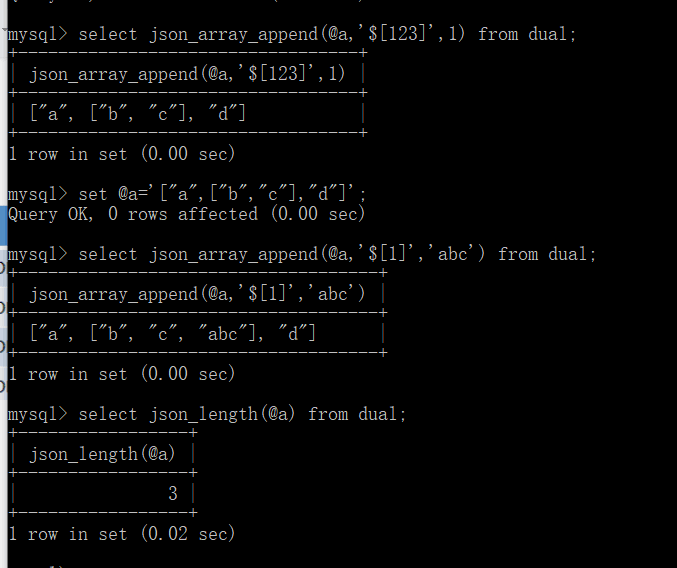 mysql> select json_array_append(@a,'$[123]',1) from dual;
+----------------------------------+
| json_array_append(@a,'$[123]',1) |
+----------------------------------+
| ["a", ["b", "c"], "d"]           |
+----------------------------------+
1 row in set (0.00 sec)
mysql> set @a='["a",["b","c"],"d"]';
Query OK, 0 rows affected (0.00 sec)
mysql> select json_array_append(@a,'$[1]','abc') from dual;
+------------------------------------+
| json_array_append(@a,'$[1]','abc') |
+------------------------------------+
| ["a", ["b", "c", "abc"], "d"]      |
+------------------------------------+
1 row in set (0.00 sec)
mysql> select json_length(@a) from dual;
+-----------------+
| json_length(@a) |
+-----------------+
|               3 |
+-----------------+
1 row in set (0.02 sec)